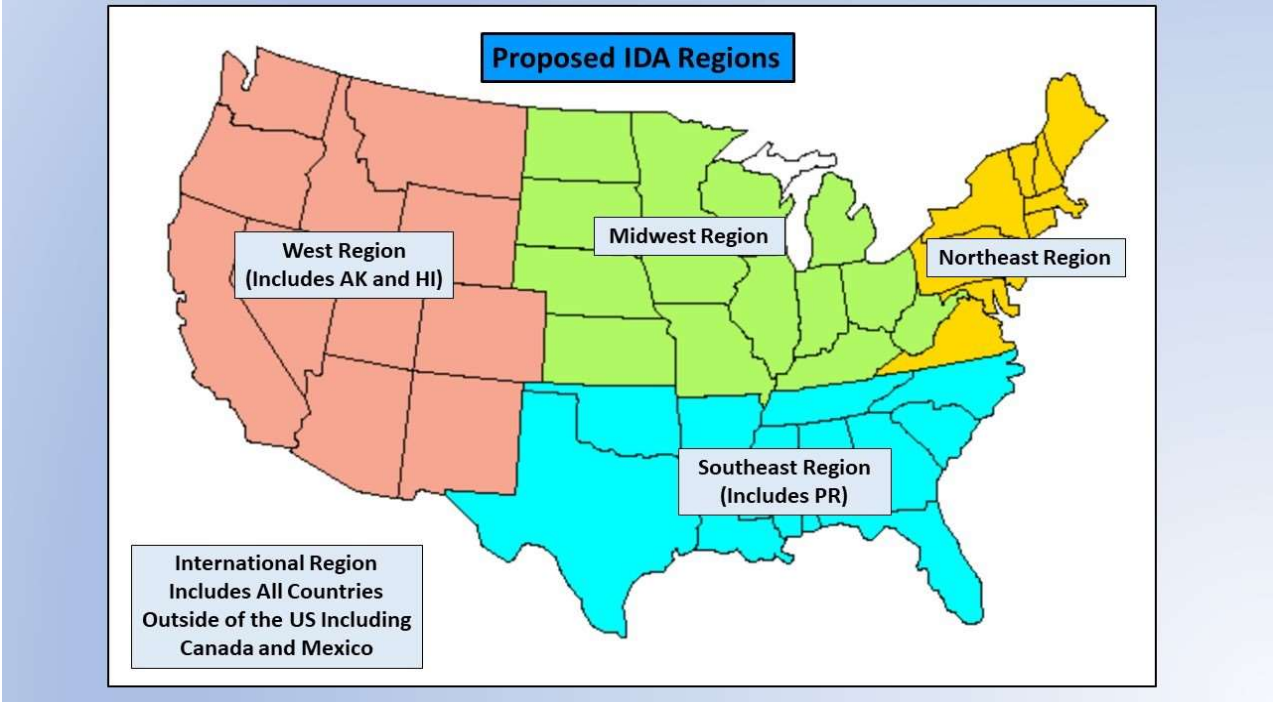 Proposed IDA Regions
West Region
(Includes AK and HI)
Midwest Region
Northeast Region
Southeast Region
(Includes PR)
International Region
Includes All Countries
Outside of the US Including
Canada and Mexico